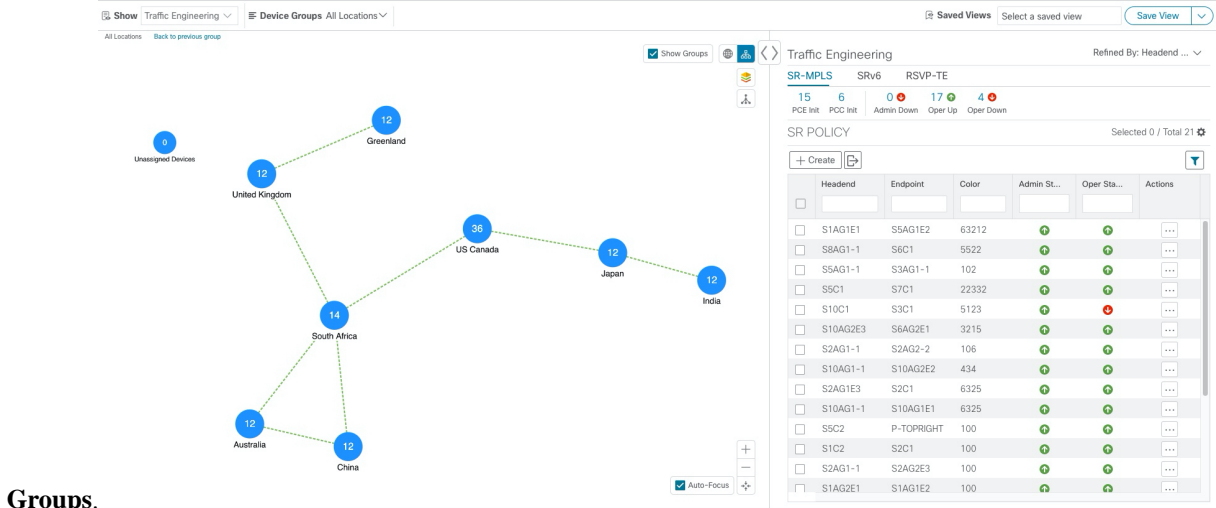 Show Traffic Engineering Device Groups All Locations Saved Views Select a saved view Save View
All Locations Back to previous group
Show Groups
12
Greenland
0
Unassigned Devices
12
United Kingdom
36
US Canada
12
Japan
12
India
14
South Africa
12
Australia
12
China
Auto-Focus
Traffic Engineering Refined By: Headend ...
SR-MPLS SRv6 RSVP-TE
15 6 0 17 4
PCE Init PCC Init Admin Down Oper Up Oper Down
SR POLICY Selected 0 / Total 21
+ Create
Headend Endpoint Color Admin St... Oper Sta... Actions
S1AG1E1 S5AG1E2 63212 ...
S8AG1-1 S6C1 5522 ...
S5AG1-1 S3AG1-1 102 ...
S5C1 S7C1 22332 ...
S10C1 S3C1 5123 ...
S10AG2E3 S6AG2E1 3215 ...
S2AG1-1 S2AG2-2 106 ...
S10AG1-1 S10AG2E2 434 ...
S2AG1E3 S2C1 6325 ...
S10AG1-1 S10AG1E1 6325 ...
S5C2 P-TOPRIGHT 100 ...
S1C2 S2C1 100 ...
S2AG1-1 S2AG2E3 100 ...
S1AG2E1 S1AG1E2 100 ...
Groups.